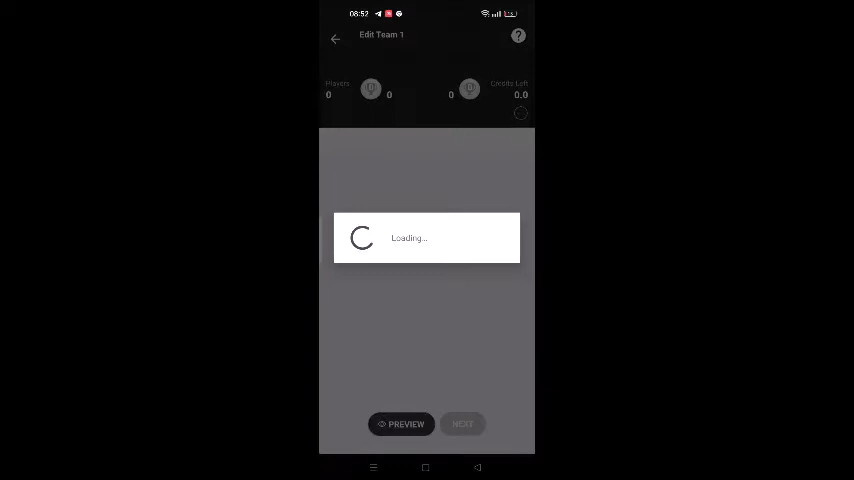 08:52
Edit Team 1
?
Players
Credits Left
0
0
0
0.0
Loading...
PREVIEW
NEXT